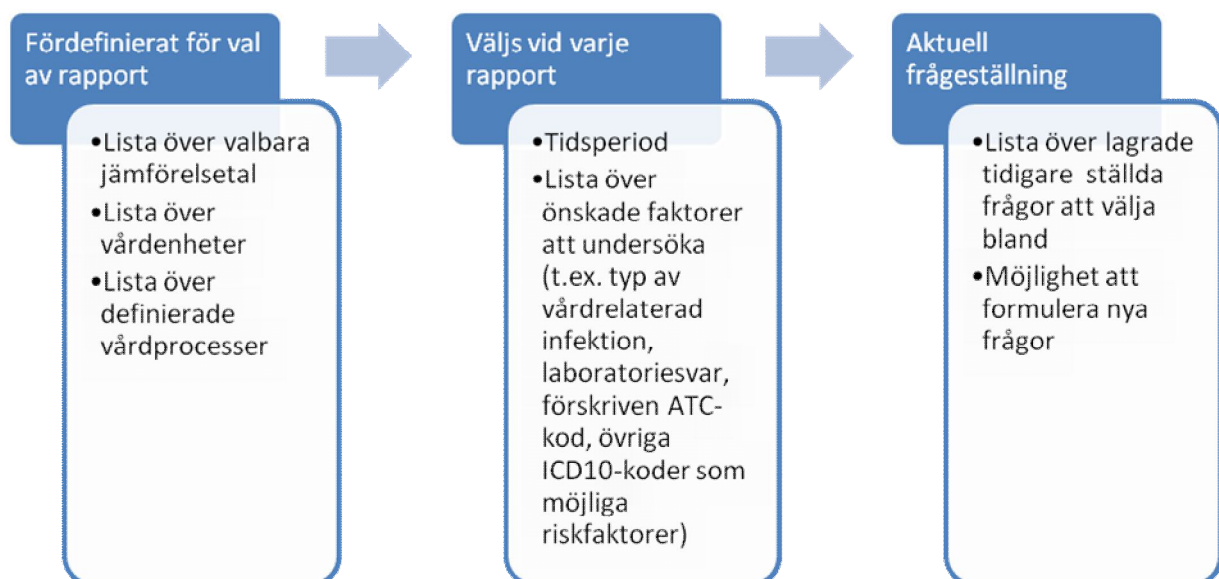 Fördefinierat för val
av rapport
•Lista över valbara
jämförelsetal
•Lista över
vårdenheter
•Lista över
definierade
vårdprocesser
Väljs vid varje
rapport
•Tidsperiod
•Lista över
önskade faktorer
att undersöka
(t.ex. typ av
vårdrelaterad
infektion,
laboratoriesvar,
förskriven ATC-
kod, övriga
ICD10-koder som
möjliga
riskfaktorer)
Aktuell
frågeställning
•Lista över lagrade
tidigare ställda
frågor att välja
bland
•Möjlighet att
formulera nya
frågor